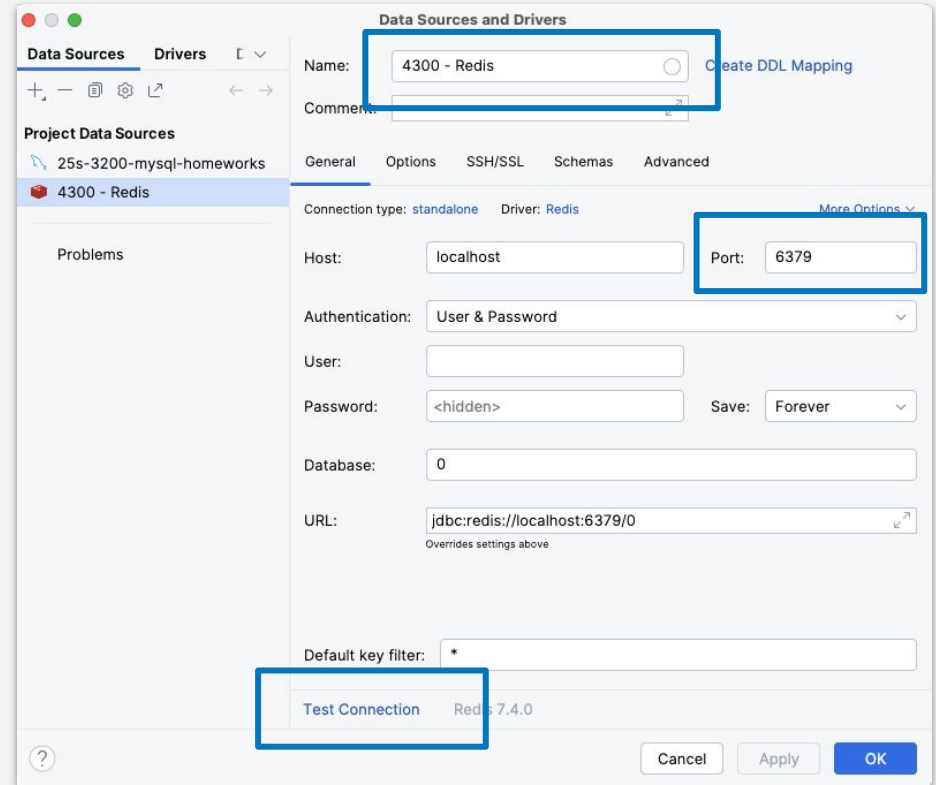 Data Sources and Drivers
Data Sources Drivers D
Project Data Sources
25s-3200-mysql-homeworks
4300 - Redis
Problems
Name: 4300 - Redis Create DDL Mapping
Comment:
General Options SSH/SSL Schemas Advanced
Connection type: standalone Driver: Redis More Options
Host: localhost Port: 6379
Authentication: User & Password
User:
Password: <hidden> Save: Forever
Database: 0
URL: jdbc:redis://localhost:6379/0
Overrides settings above
Default key filter: *
Test Connection Redis 7.4.0
? Cancel Apply OK